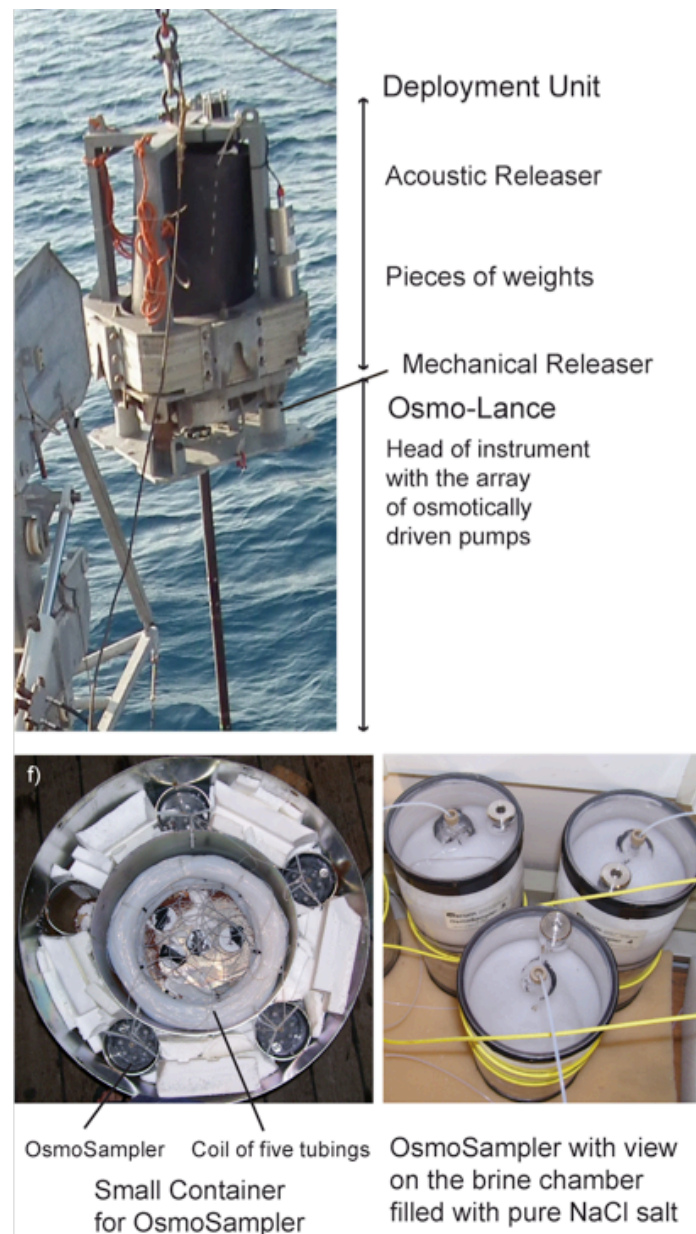 Deployment Unit
Acoustic Releaser
Pieces of weights
Mechanical Releaser
Osmo-Lance
Head of instrument
with the array
of osmotically
driven pumps
f)
OsmoSampler
Coil of five tubings
Small Container
for OsmoSampler
OsmoSampler with view
on the brine chamber
filled with pure NaCl salt